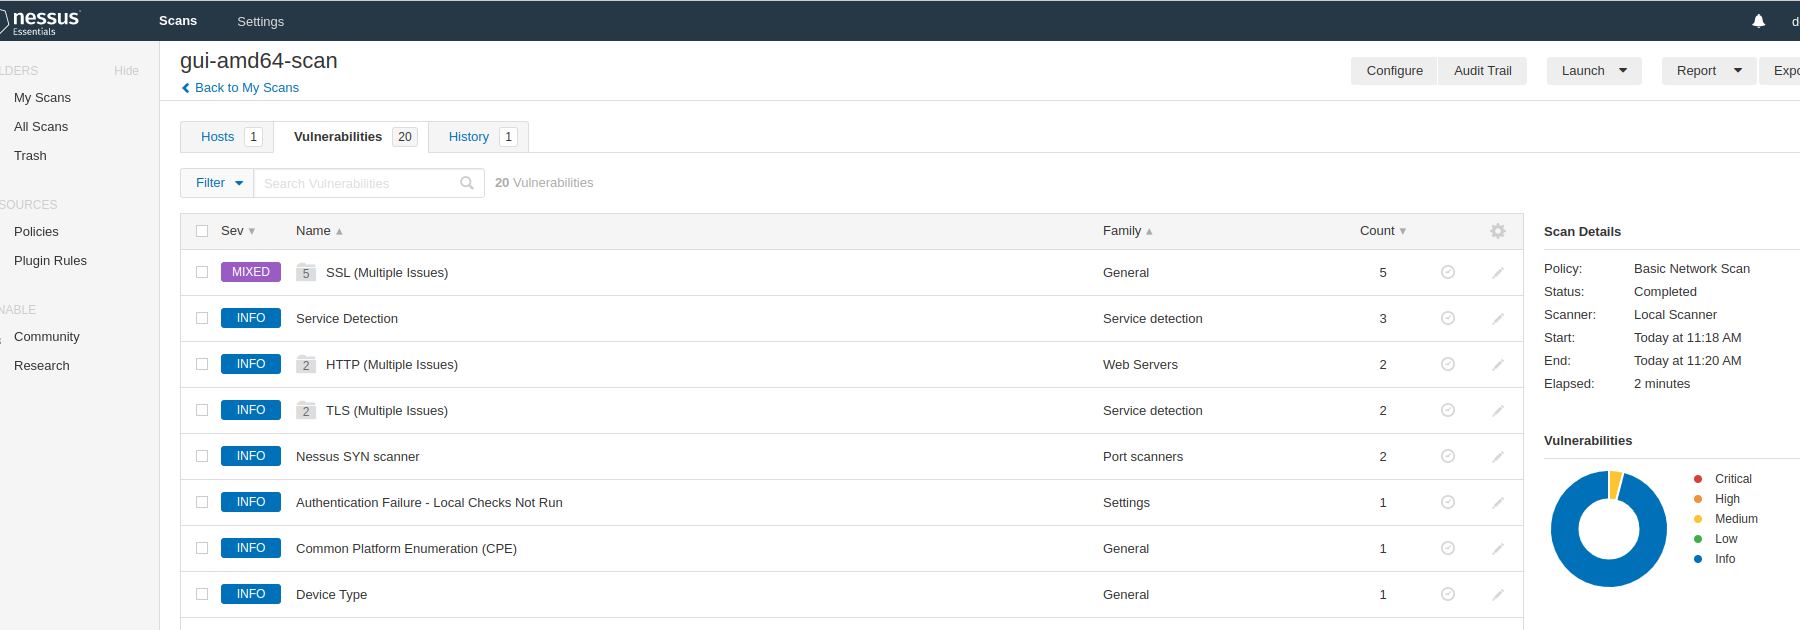 nessus
Essentials
Scans
Settings
d
LDERS
Hide
My Scans
All Scans
Trash
SOURCES
Policies
Plugin Rules
NABLE
Community
Research
gui-amd64-scan
Back to My Scans
Configure
Audit Trail
Launch
Report
Expo
Hosts 1
Vulnerabilities 20
History 1
Filter
Search Vulnerabilities
20 Vulnerabilities
Sev Name Family Count
MIXED 5 SSL (Multiple Issues) General 5
INFO Service Detection Service detection 3
INFO 2 HTTP (Multiple Issues) Web Servers 2
INFO 2 TLS (Multiple Issues) Service detection 2
INFO Nessus SYN scanner Port scanners 2
INFO Authentication Failure - Local Checks Not Run Settings 1
INFO Common Platform Enumeration (CPE) General 1
INFO Device Type General 1
Scan Details
Policy: Basic Network Scan
Status: Completed
Scanner: Local Scanner
Start: Today at 11:18 AM
End: Today at 11:20 AM
Elapsed: 2 minutes
Vulnerabilities
Critical
High
Medium
Low
Info